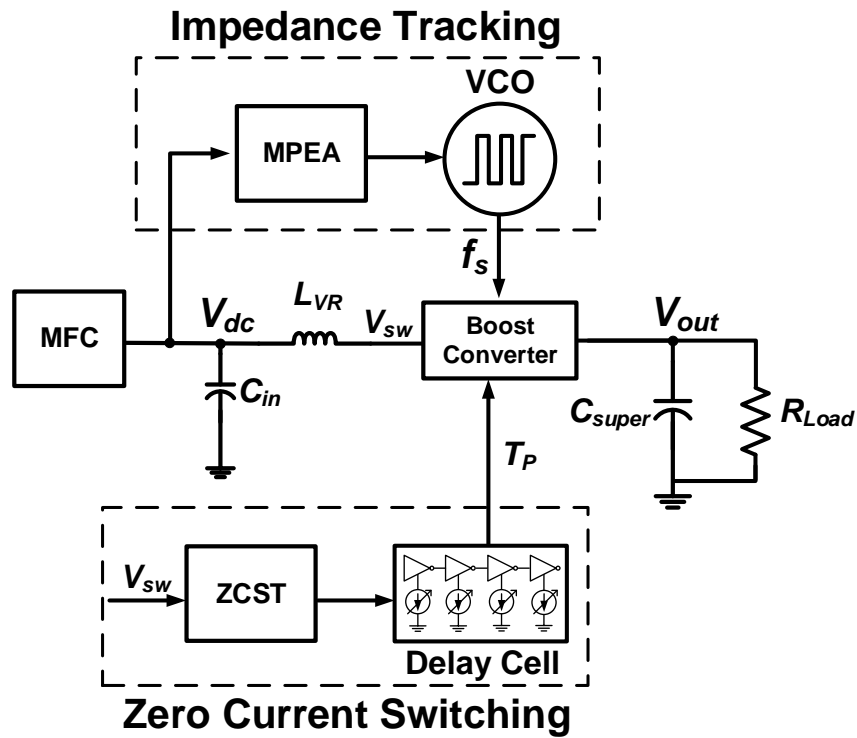 Impedance Tracking
VCO
MPEA
fs
LVR
MFC
Vdc
Vsw
Boost
Converter
Vout
Cin
Csuper
RLoad
TP
Vsw
ZCST
Delay Cell
Zero Current Switching